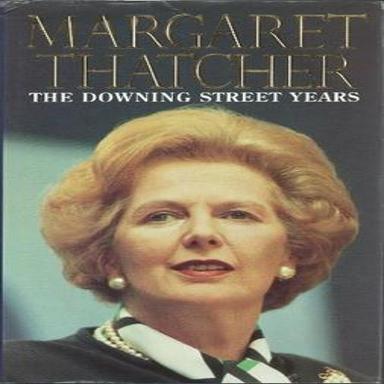 MARGARET
THATCHER
THE DOWNING STREET YEARS